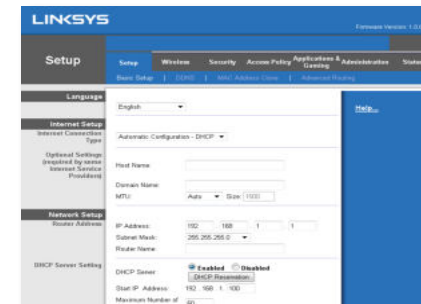 LINKSYS
Firmware Version: 1.0.0
Setup
Setup Wireless Security Access Policy Applications & Gaming Administration Status
Basic Setup | DDNS | MAC Address Clone | Advanced Routing
Language
English
Internet Setup
Internet Connection Type
Automatic Configuration - DHCP
Optional Settings
(required by some
Internet Service
Providers)
Host Name:
Domain Name:
MTU: Auto Size: 1500
Network Setup
Router Address
IP Address: 192 . 168 . 1 . 1
Subnet Mask: 255.255.255.0
Router Name:
DHCP Server Setting
DHCP Server: Enabled Disabled
DHCP Reservation
Start IP Address: 192 . 168 . 1 . 100
Maximum Number of 50
Help...